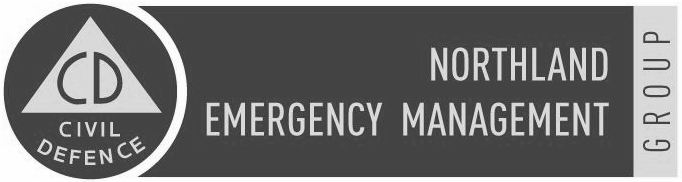 CD
CIVIL
DEFENCE
NORTHLAND
EMERGENCY MANAGEMENT
GROUP